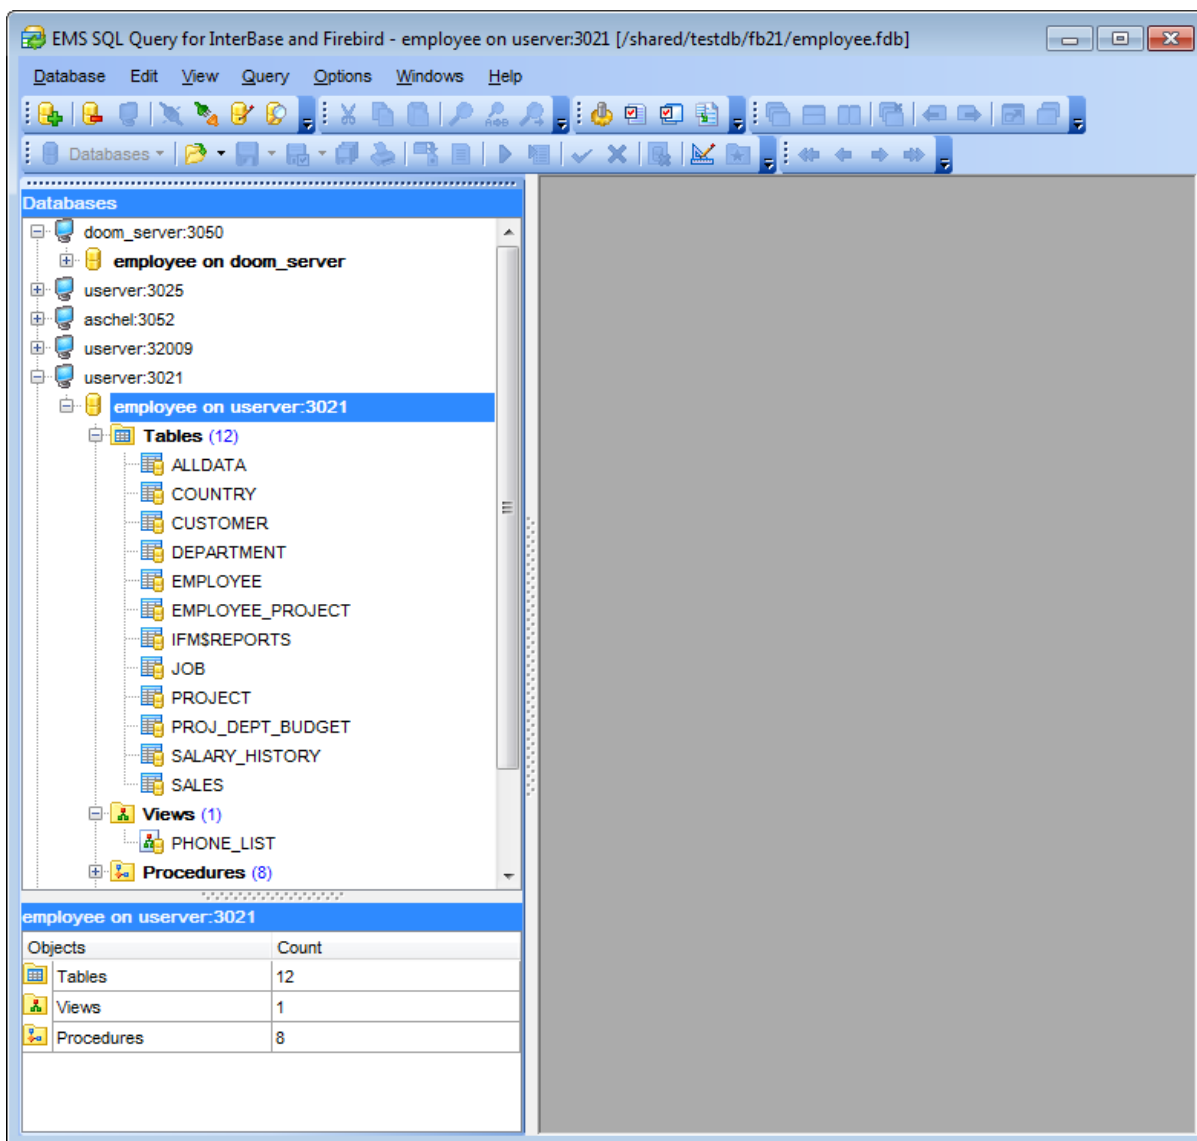 EMS SQL Query for InterBase and Firebird - employee on userver:3021 [/shared/testdb/fb21/employee.fdb]
Database Edit View Query Options Windows Help
Databases
Databases
doom_server:3050
employee on doom_server
userver:3025
aschel:3052
userver:32009
userver:3021
employee on userver:3021
Tables (12)
ALLDATA
COUNTRY
CUSTOMER
DEPARTMENT
EMPLOYEE
EMPLOYEE_PROJECT
IFM$REPORTS
JOB
PROJECT
PROJ_DEPT_BUDGET
SALARY_HISTORY
SALES
Views (1)
PHONE_LIST
Procedures (8)
employee on userver:3021
Objects Count
Tables 12
Views 1
Procedures 8